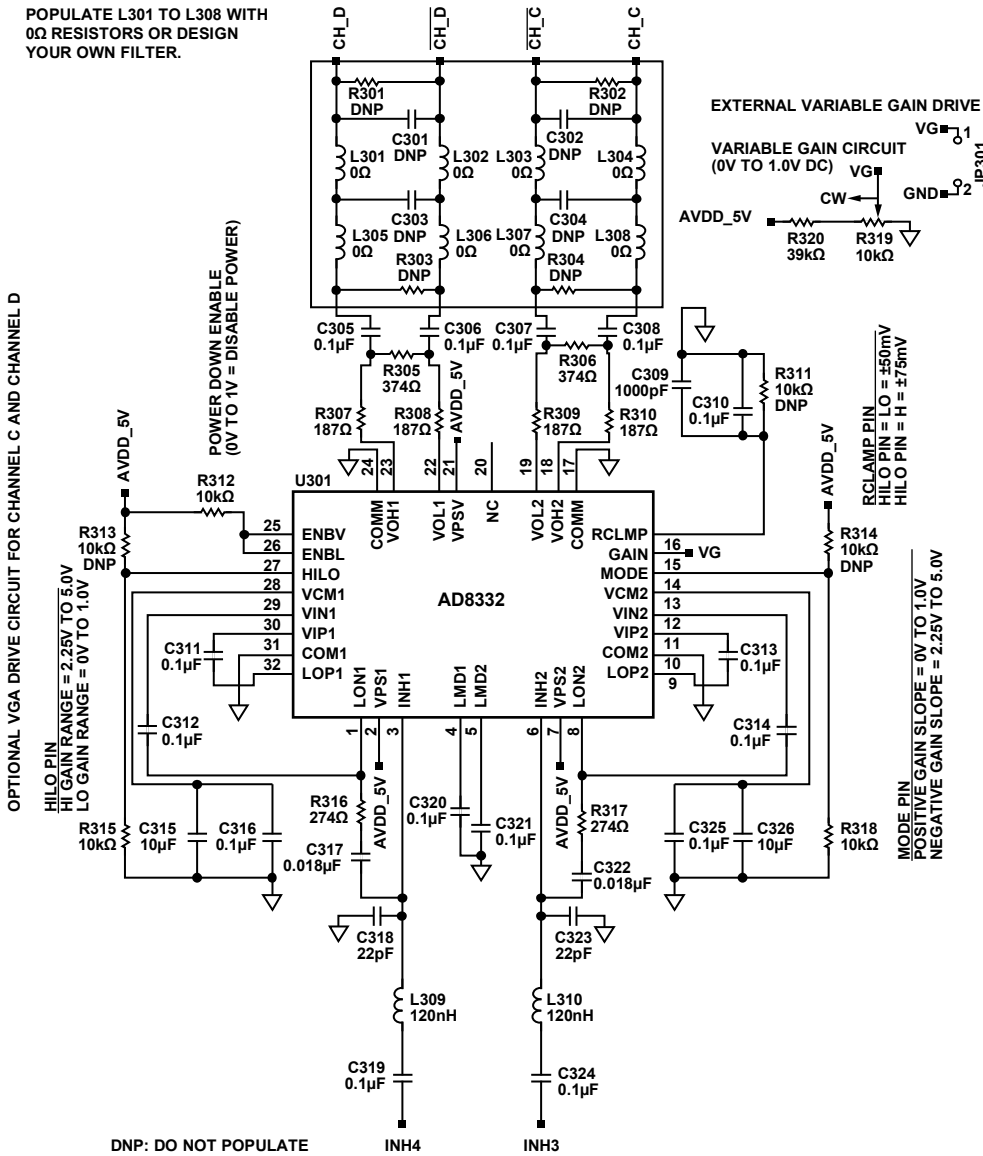 POPULATE L301 TO L308 WITH
0Ω RESISTORS OR DESIGN
YOUR OWN FILTER.
CH_D
CH_D
CH_C
CH_C
R301
DNP
R302
DNP
C301
DNP
C302
DNP
L301
0Ω
L302
0Ω
L303
0Ω
L304
0Ω
C303
DNP
C304
DNP
L305
0Ω
L306
0Ω
L307
0Ω
L308
0Ω
R303
DNP
R304
DNP
EXTERNAL VARIABLE GAIN DRIVE
VG
1
JP301
GND
2
VARIABLE GAIN CIRCUIT
(0V TO 1.0V DC)
VG
CW
AVDD_5V
R320
39kΩ
R319
10kΩ
C305
0.1µF
C306
0.1µF
C307
0.1µF
C308
0.1µF
R305
374Ω
R306
374Ω
R307
187Ω
R308
187Ω
AVDD_5V
R309
187Ω
R310
187Ω
C309
1000pF
C310
0.1µF
R311
10kΩ
DNP
RCLAMP PIN
HILO PIN = LO = ±50mV
HILO PIN = H = ±75mV
OPTIONAL VGA DRIVE CIRCUIT FOR CHANNEL C AND CHANNEL D
POWER DOWN ENABLE
(0V TO 1V = DISABLE POWER)
AVDD_5V
R312
10kΩ
R313
10kΩ
DNP
AVDD_5V
R314
10kΩ
DNP
24
23
22
21
20
19
18
17
U301
COMM
VOH1
VOL1
VPSV
NC
VOL2
VOH2
COMM
25
ENBV
26
ENBL
27
HILO
28
VCM1
29
VIN1
30
VIP1
31
COM1
32
LOP1
AD8332
RCLMP
16
GAIN
VG
15
MODE
14
VCM2
13
VIN2
12
VIP2
11
COM2
10
LOP2
9
LON1
VPS1
INH1
LMD1
LMD2
INH2
VPS2
LON2
1
2
3
4
5
6
7
8
HILO PIN
HI GAIN RANGE = 2.25V TO 5.0V
LO GAIN RANGE = 0V TO 1.0V
C311
0.1µF
C312
0.1µF
C313
0.1µF
C314
0.1µF
AVDD_5V
AVDD_5V
R315
10kΩ
C315
10µF
C316
0.1µF
R316
274Ω
C317
0.018µF
C320
0.1µF
C321
0.1µF
R317
274Ω
C322
0.018µF
C325
0.1µF
C326
10µF
R318
10kΩ
MODE PIN
POSITIVE GAIN SLOPE = 0V TO 1.0V
NEGATIVE GAIN SLOPE = 2.25V TO 5.0V
C318
22pF
C323
22pF
L309
120nH
L310
120nH
C319
0.1µF
C324
0.1µF
DNP: DO NOT POPULATE
INH4
INH3